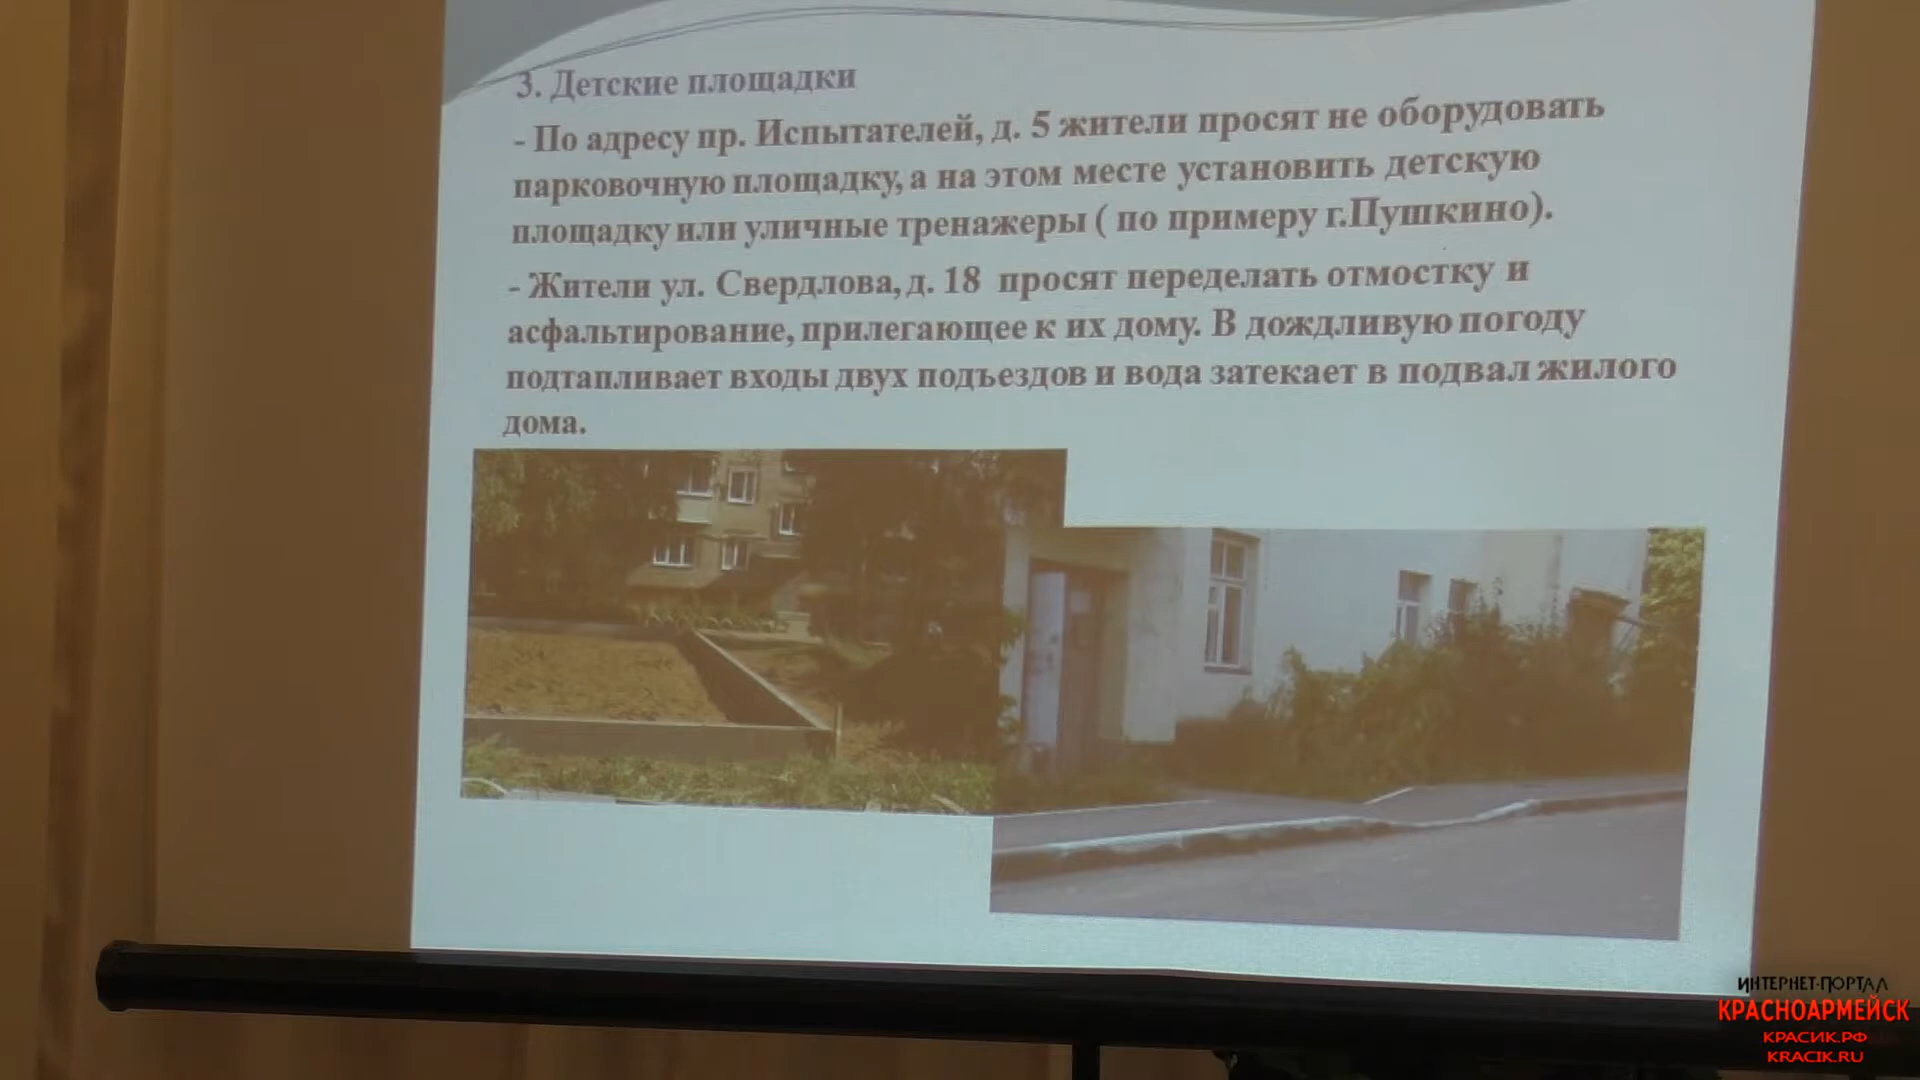 3. Детские площадки
- По адресу пр. Испытателей, д. 5 жители просят не оборудовать
парковочную площадку, а на этом месте установить детскую
площадку или уличные тренажеры ( по примеру г.Пушкино).
- Жители ул. Свердлова, д. 18 просят переделать отмостку и
асфальтирование, прилегающее к их дому. В дождливую погоду
подтапливает входы двух подъездов и вода затекает в подвал жилого
дома.
ИНТЕРНЕТ-ПОРТАЛ
КРАСНОАРМЕЙСК
КРАСИК.РФ
KRACIK.RU